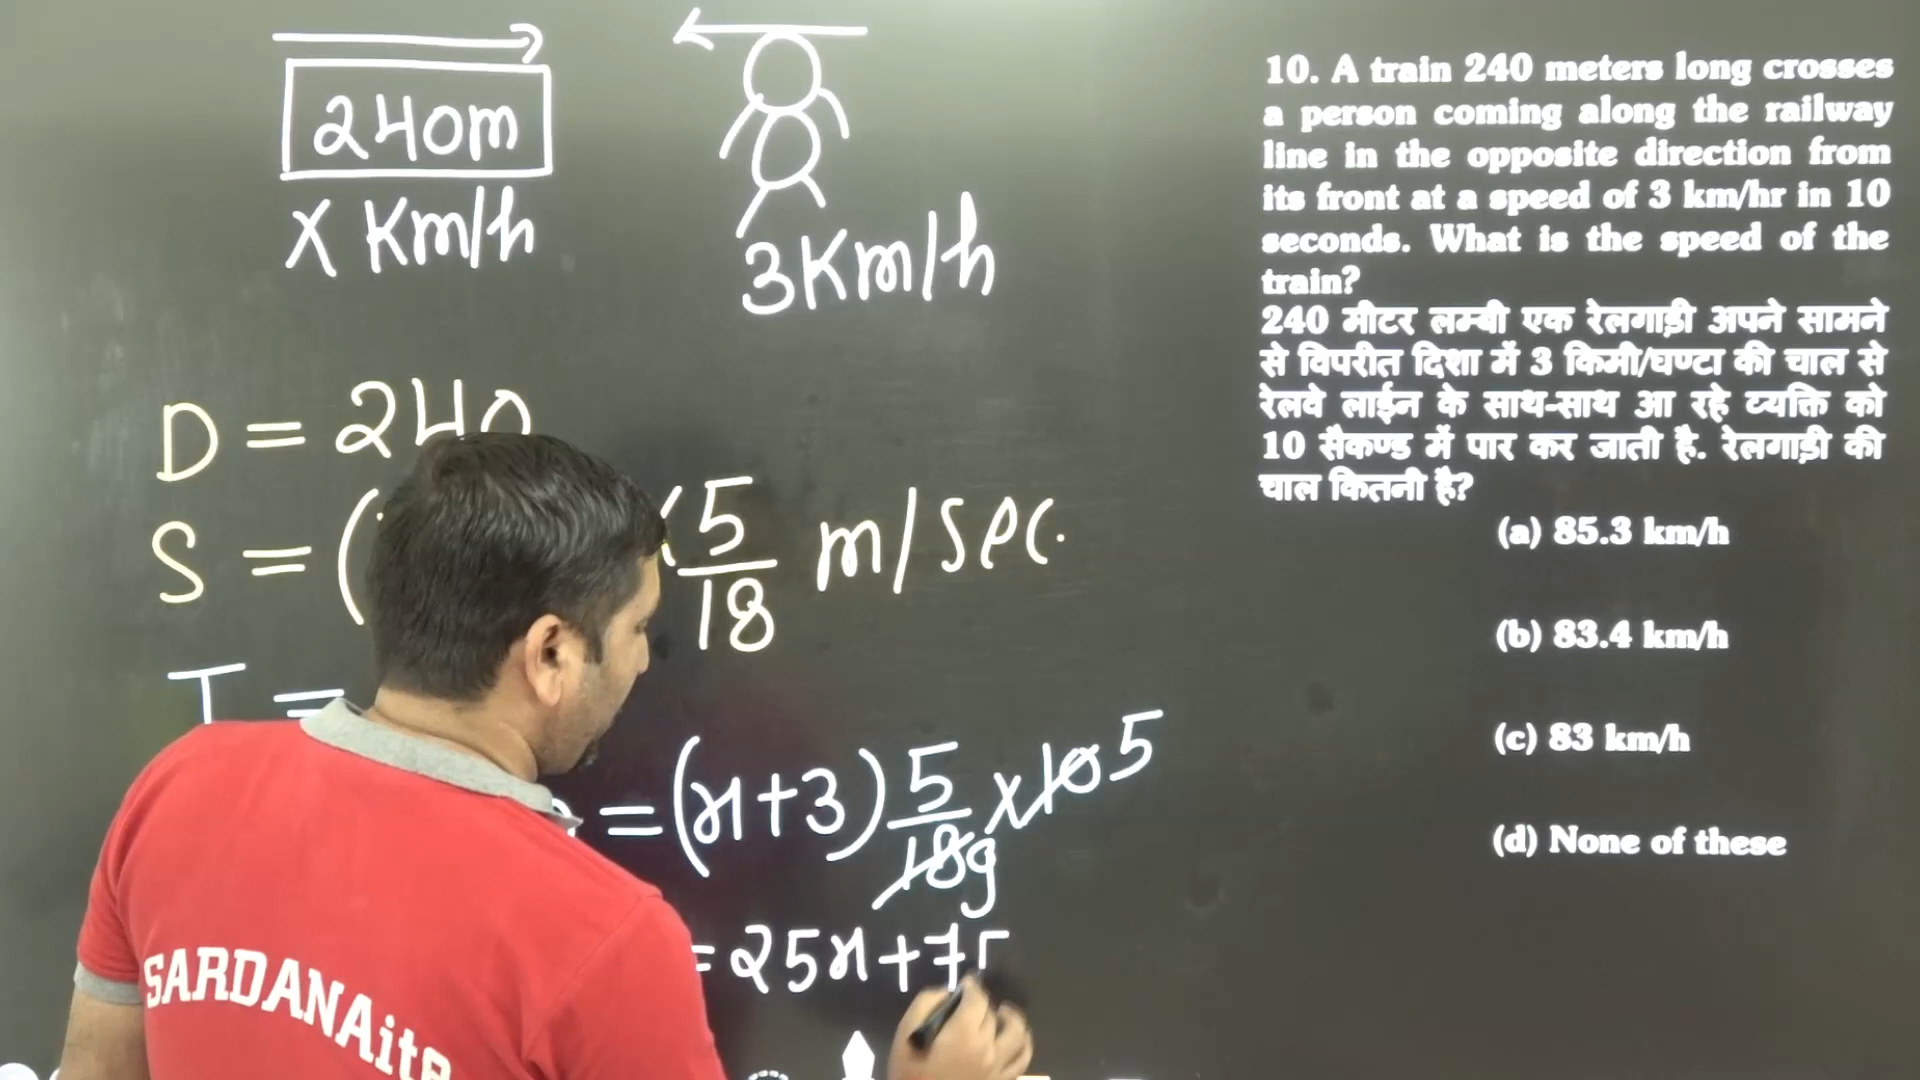 240m
X Km/h
3Km/h
D = 240
S = (
× 5/18 m/sec.
T =
= (x+3) 5/18 9 × 10 5
= 25x+75
SARDANAite
10. A train 240 meters long crosses
a person coming along the railway
line in the opposite direction from
its front at a speed of 3 km/hr in 10
seconds. What is the speed of the
train?
240 मीटर लम्बी एक रेलगाड़ी अपने सामने
से विपरीत दिशा में 3 किमी/घण्टा की चाल से
रेलवे लाईन के साथ-साथ आ रहे व्यक्ति को
10 सैकण्ड में पार कर जाती है. रेलगाड़ी की
चाल कितनी है?
(a) 85.3 km/h
(b) 83.4 km/h
(c) 83 km/h
(d) None of these